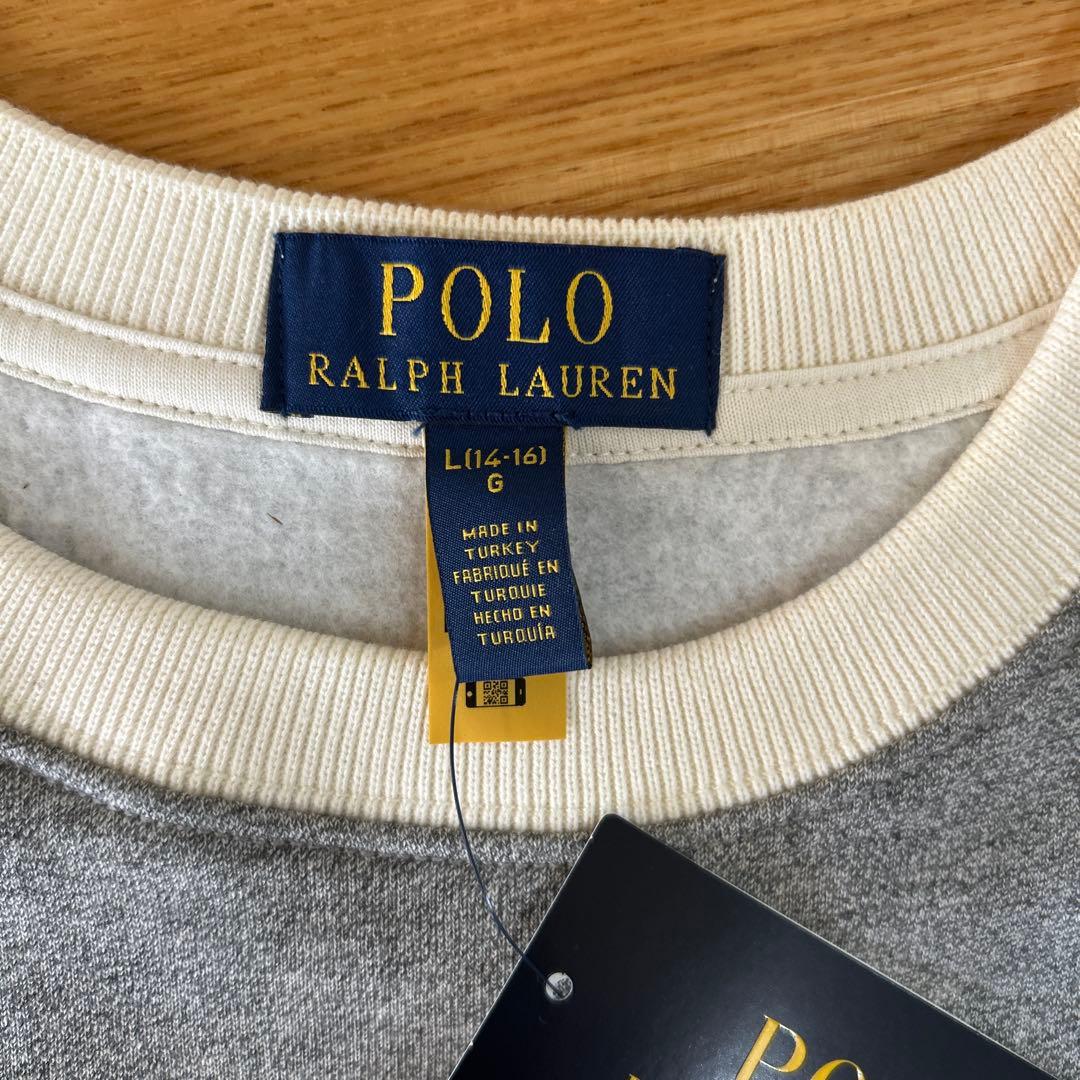 POLO
RALPH LAUREN
L(14-16)
G
MADE IN
TURKEY
FABRIQUÉ EN
TURQUIE
HECHO EN
TURQUÍA